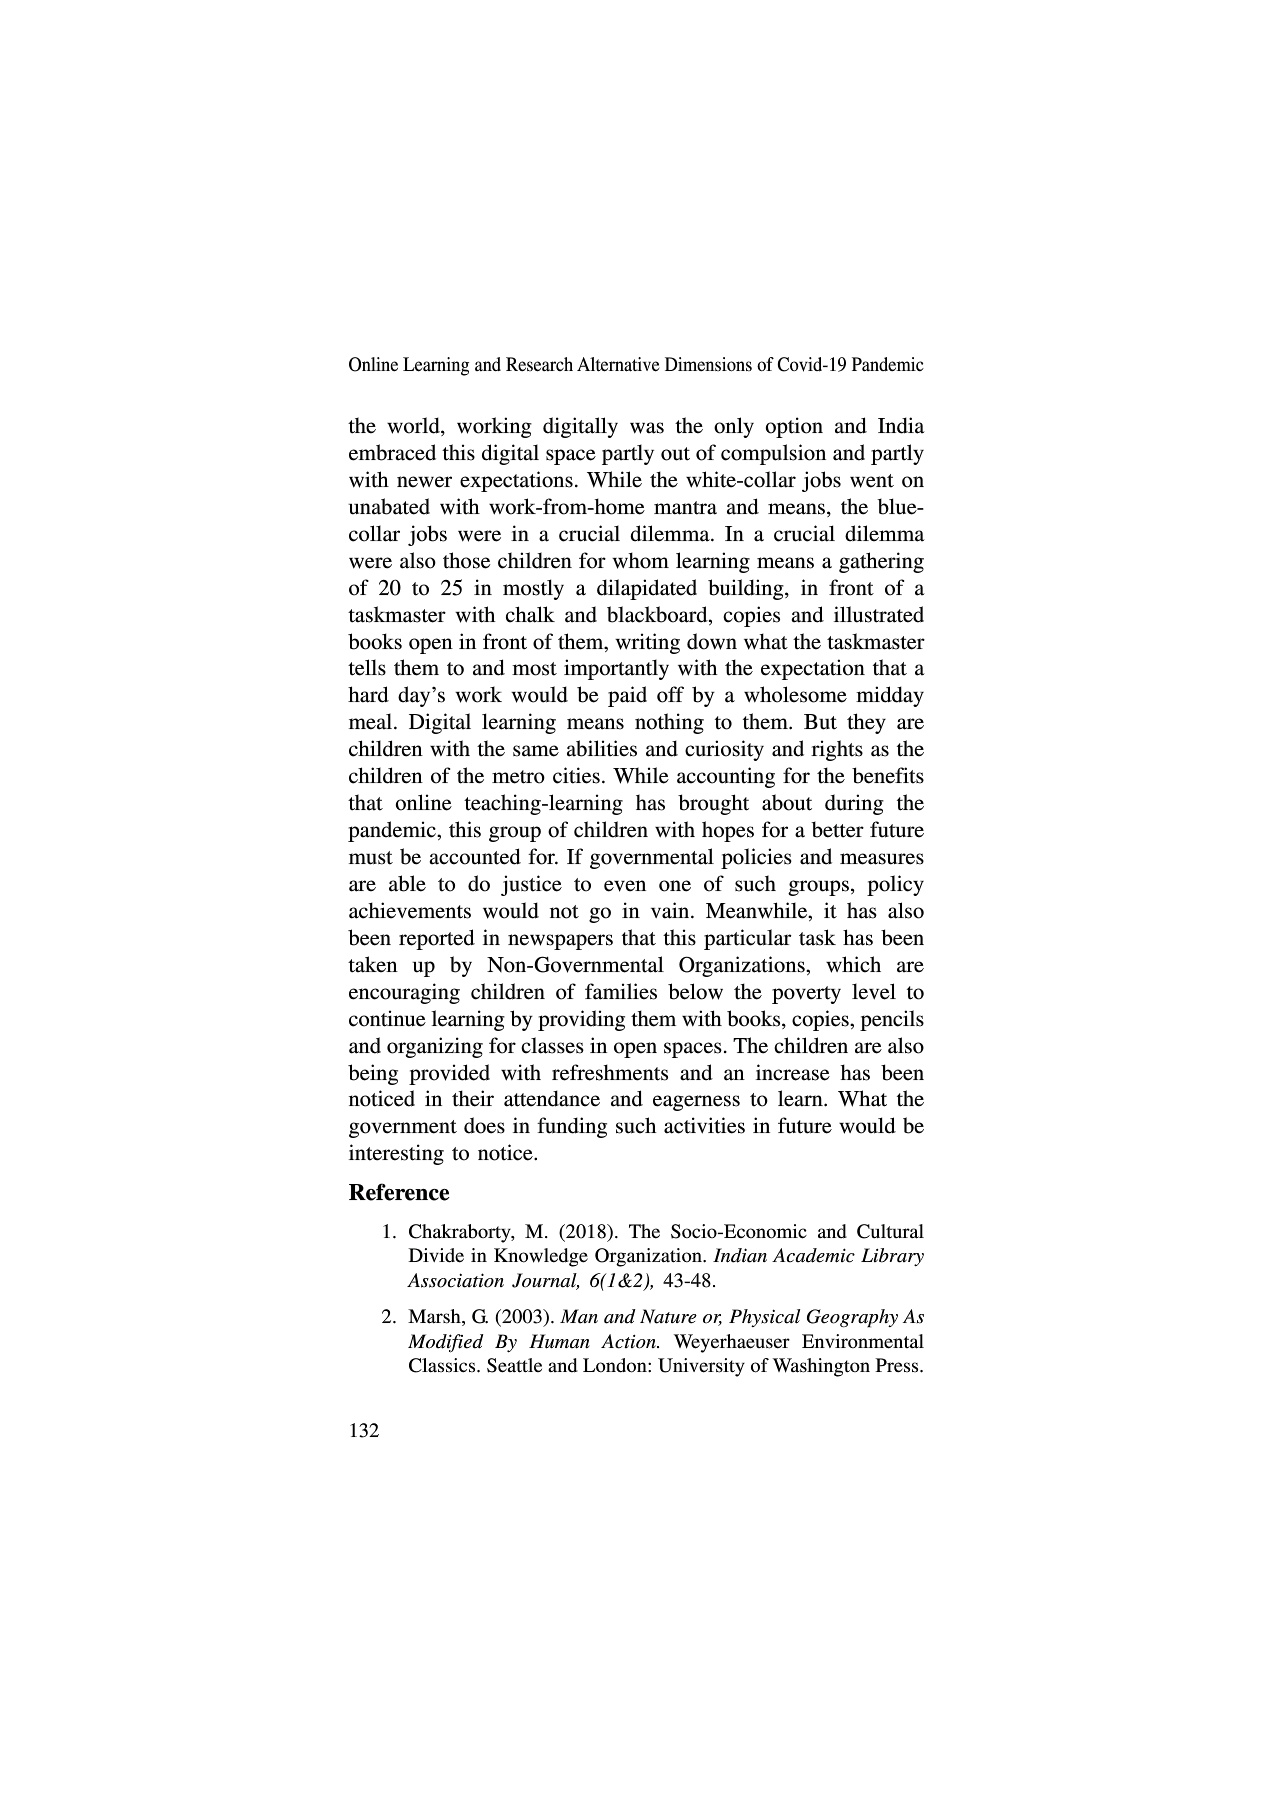 Online Learning and Research Alternative Dimensions of Covid-19 Pandemic
the world, working digitally was the only option and India
embraced this digital space partly out of compulsion and partly
with newer expectations. While the white-collar jobs went on
unabated with work-from-home mantra and means, the blue-
collar jobs were in a crucial dilemma. In a crucial dilemma
were also those children for whom learning means a gathering
of 20 to 25 in mostly a dilapidated building, in front of a
taskmaster with chalk and blackboard, copies and illustrated
books open in front of them, writing down what the taskmaster
tells them to and most importantly with the expectation that a
hard day’s work would be paid off by a wholesome midday
meal. Digital learning means nothing to them. But they are
children with the same abilities and curiosity and rights as the
children of the metro cities. While accounting for the benefits
that online teaching-learning has brought about during the
pandemic, this group of children with hopes for a better future
must be accounted for. If governmental policies and measures
are able to do justice to even one of such groups, policy
achievements would not go in vain. Meanwhile, it has also
been reported in newspapers that this particular task has been
taken up by Non-Governmental Organizations, which are
encouraging children of families below the poverty level to
continue learning by providing them with books, copies, pencils
and organizing for classes in open spaces. The children are also
being provided with refreshments and an increase has been
noticed in their attendance and eagerness to learn. What the
government does in funding such activities in future would be
interesting to notice.
Reference
1. Chakraborty, M. (2018). The Socio-Economic and Cultural
Divide in Knowledge Organization. Indian Academic Library
Association Journal, 6(1&2), 43-48.
2. Marsh, G. (2003). Man and Nature or, Physical Geography As
Modified By Human Action. Weyerhaeuser Environmental
Classics. Seattle and London: University of Washington Press.
132